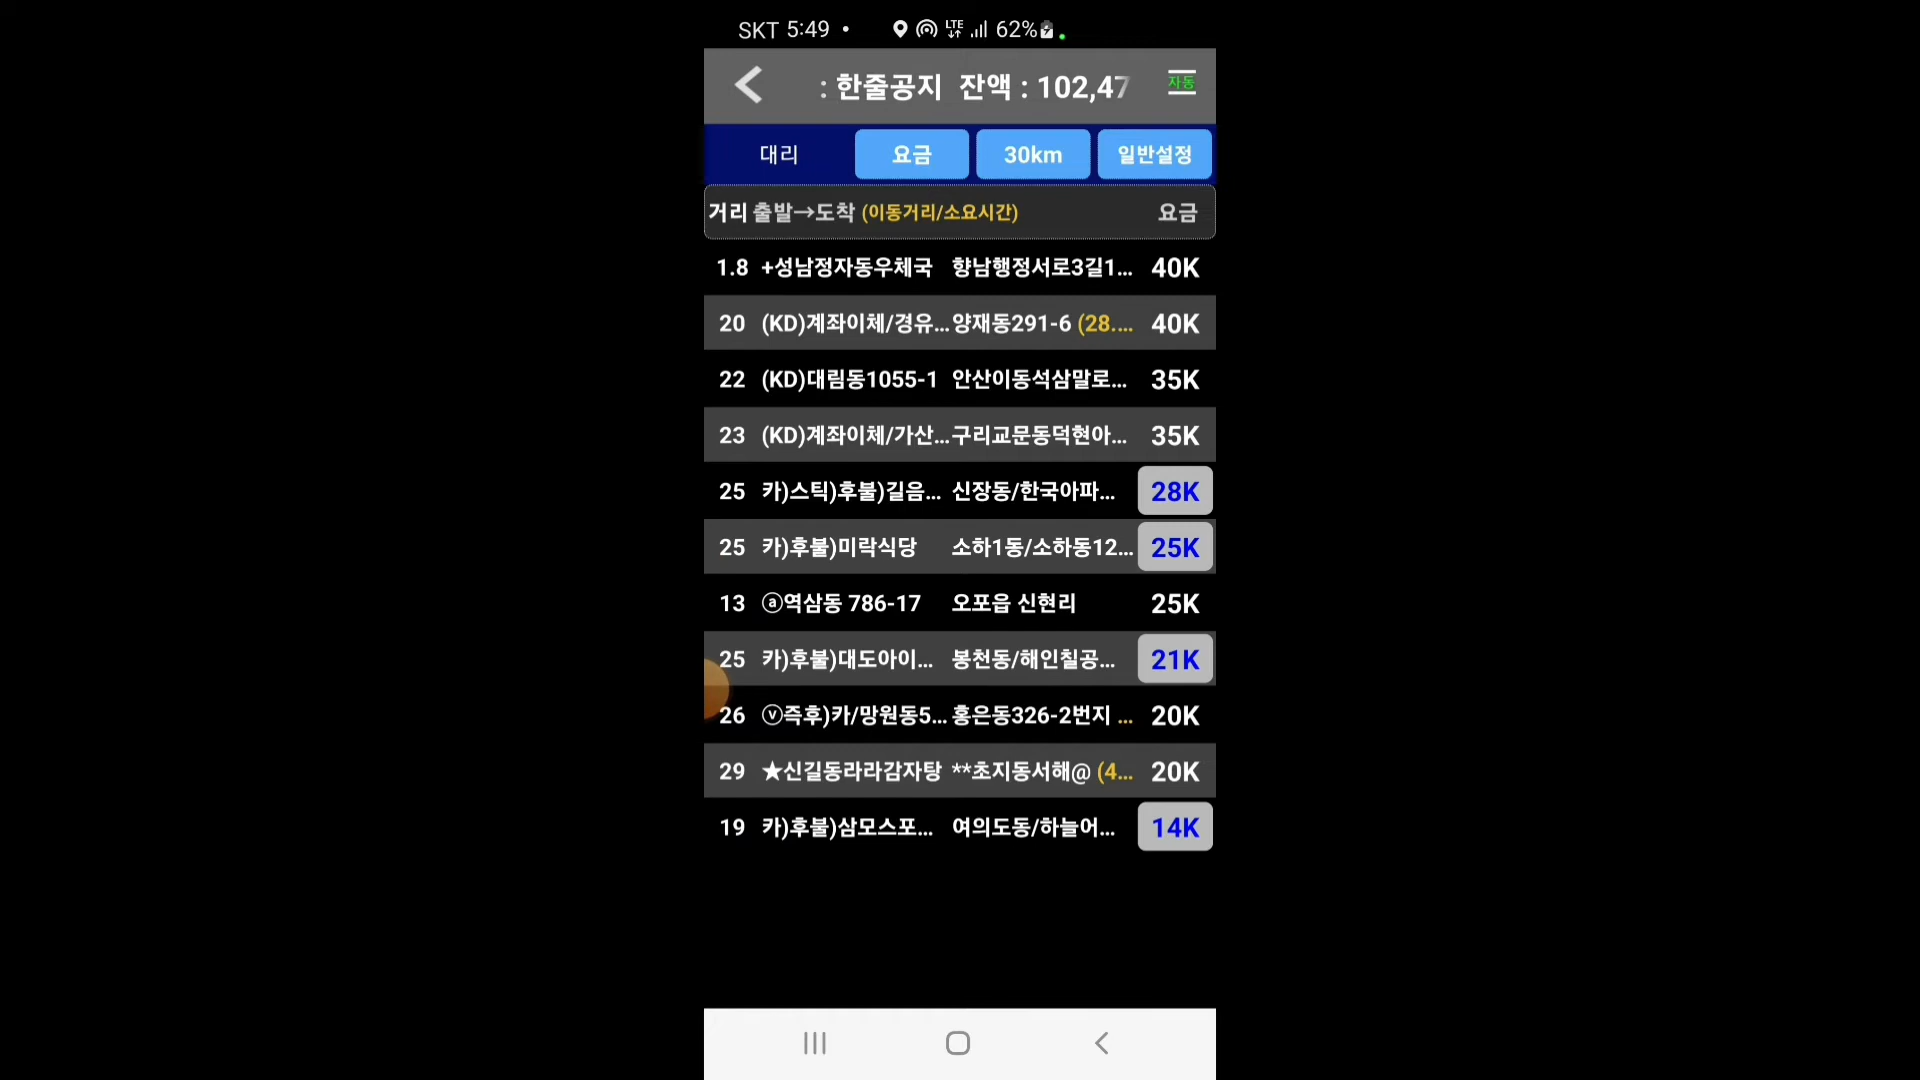 SKT 5:49 • LTE 62%
: 한줄공지 잔액 : 102,47 자동
대리 요금 30km 일반설정
거리 출발→도착 (이동거리/소요시간) 요금
1.8 +성남정자동우체국 향남행정서로3길1... 40K
20 (KD)계좌이체/경유... 양재동291-6 (28.... 40K
22 (KD)대림동1055-1 안산이동석삼말로... 35K
23 (KD)계좌이체/가산... 구리교문동덕현아... 35K
25 카)스틱)후불)길음... 신장동/한국아파... 28K
25 카)후불)미락식당 소하1동/소하동12... 25K
13 ⓐ역삼동 786-17 오포읍 신현리 25K
25 카)후불)대도아이... 봉천동/해인칠공... 21K
26 ⓥ즉후)카/망원동5... 홍은동326-2번지 ... 20K
29 ★신길동라라감자탕 **초지동서해@ (4... 20K
19 카)후불)삼모스포... 여의도동/하늘어... 14K